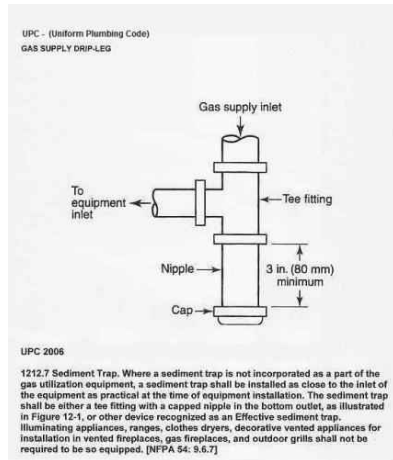 UPC - (Uniform Plumbing Code)
GAS SUPPLY DRIP-LEG
Gas supply inlet
To
equipment
inlet
Tee fitting
Nipple
3 in. (80 mm)
minimum
Cap
UPC 2006
1212.7 Sediment Trap. Where a sediment trap is not incorporated as a part of the
gas utilization equipment, a sediment trap shall be installed as close to the inlet of
the equipment as practical at the time of equipment installation. The sediment trap
shall be either a tee fitting with a capped nipple in the bottom outlet, as illustrated
in Figure 12-1, or other device recognized as an Effective sediment trap.
Illuminating appliances, ranges, clothes dryers, decorative vented appliances for
installation in vented fireplaces, gas fireplaces, and outdoor grills shall not be
required to be so equipped. [NFPA 54: 9.6.7]